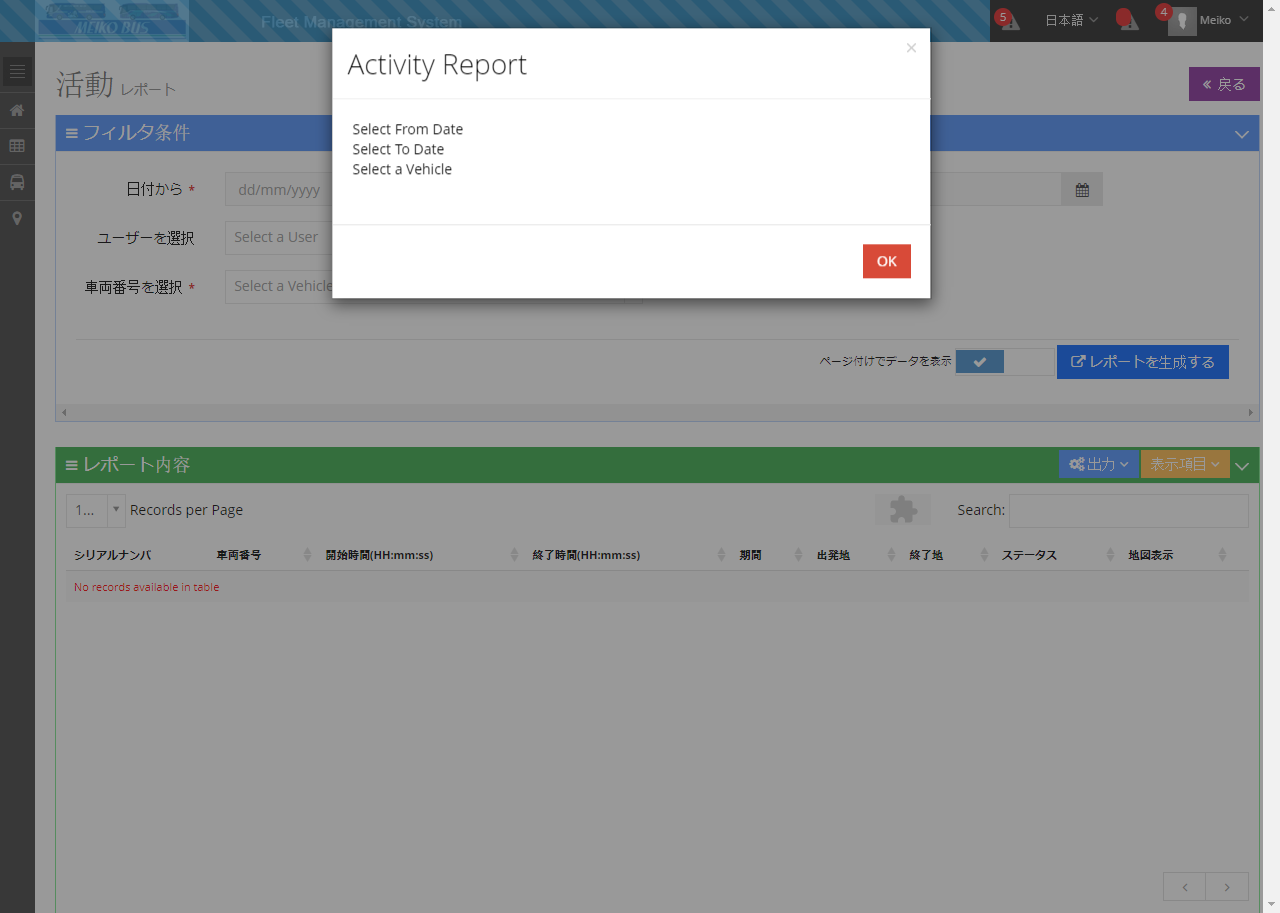 MEIKO BUS
Fleet Management System
5
日本語
4
Meiko
×
Activity Report
活動 レポート
« 戻る
Select From Date
Select To Date
Select a Vehicle
フィルタ条件
日付から *
dd/mm/yyyy
ユーザーを選択
Select a User
車両番号を選択 *
Select a Vehicle
OK
ページ付けでデータを表示
レポートを生成する
レポート内容
出力
表示項目
1...
Records per Page
Search:
シリアルナンバ 車両番号 開始時間(HH:mm:ss) 終了時間(HH:mm:ss) 期間 出発地 終了地 ステータス 地図表示
No records available in table